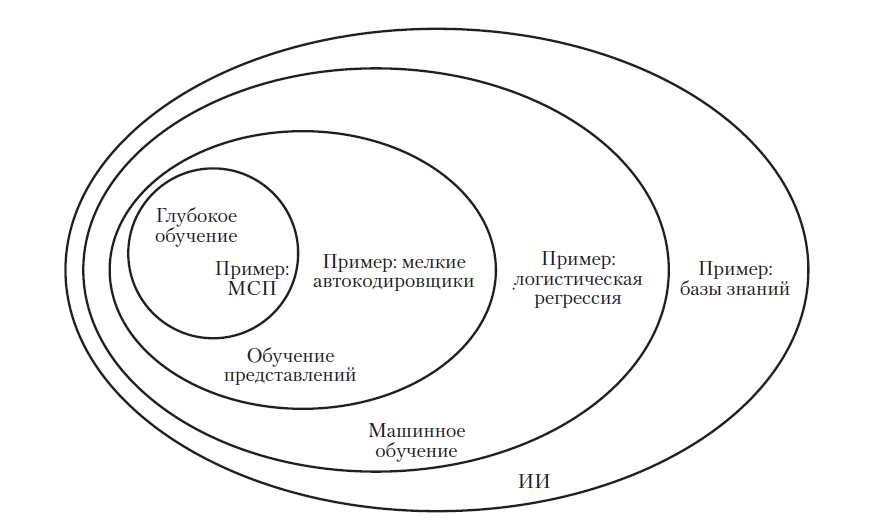 Глубокое
обучение
Пример:
МСП
Пример: мелкие
автокодировщики
Пример:
логистическая
регрессия
Пример:
базы знаний
Обучение
представлений
Машинное
обучение
ИИ